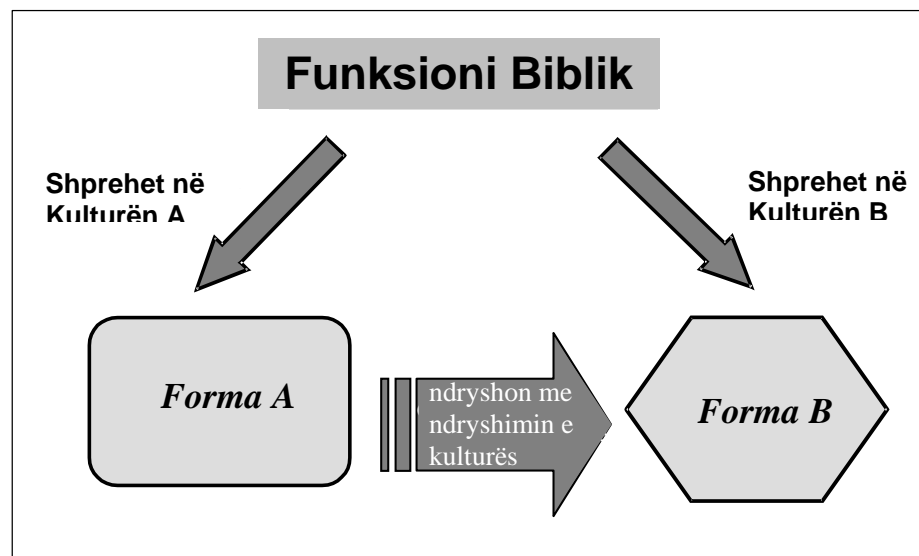 Funksioni Biblik
Shprehet në
Kulturën A
Shprehet në
Kulturën B
Forma A
ndryshon me
ndryshimin e
kulturës
Forma B